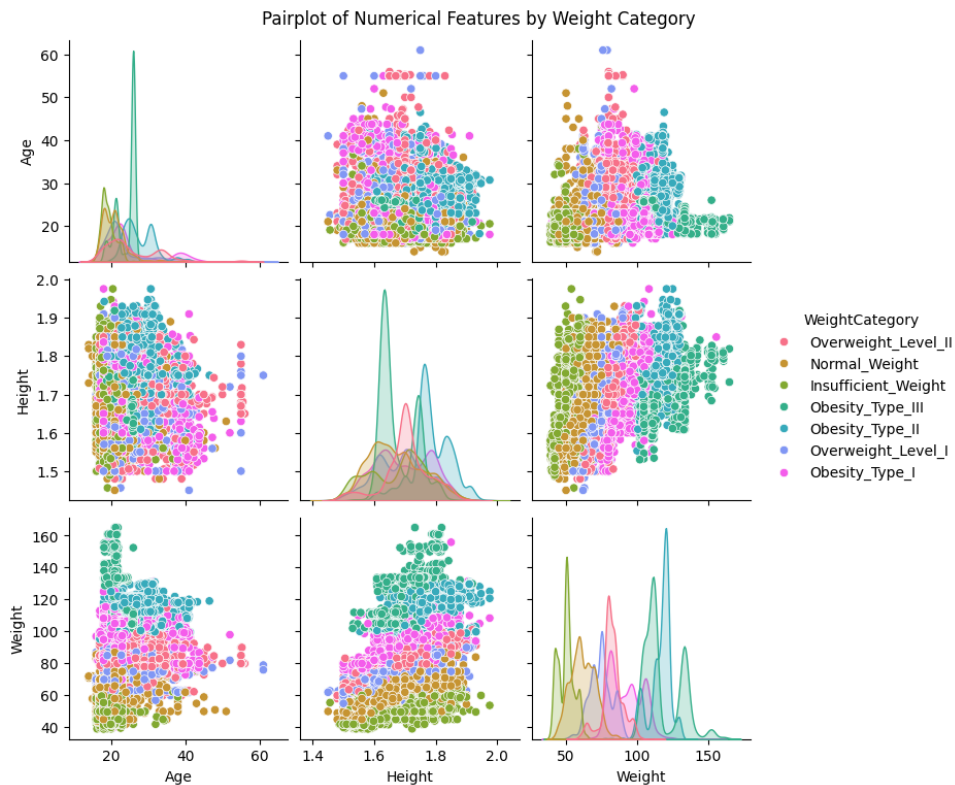 Pairplot of Numerical Features by Weight Category
60
50
40
30
20
Age
2.0
1.9
1.8
1.7
1.6
1.5
Height
160
140
120
100
80
60
40
Weight
20 40 60
Age
1.4 1.6 1.8 2.0
Height
50 100 150
Weight
WeightCategory
Overweight_Level_II
Normal_Weight
Insufficient_Weight
Obesity_Type_III
Obesity_Type_II
Overweight_Level_I
Obesity_Type_I